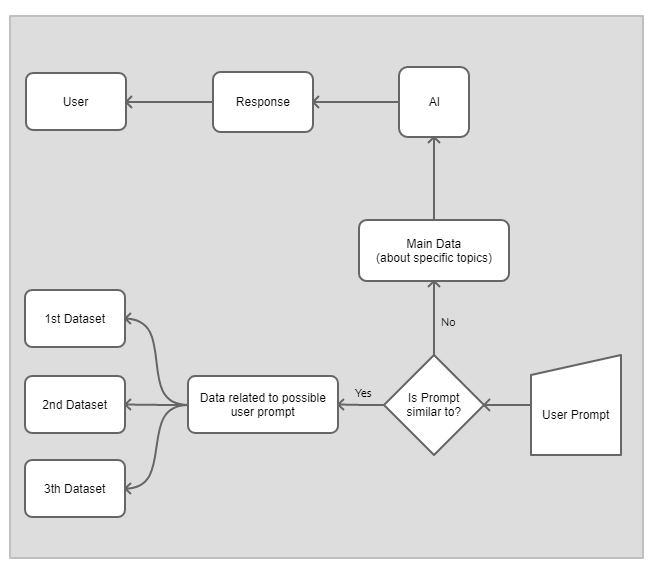 User
Response
AI
Main Data
(about specific topics)
No
1st Dataset
2nd Dataset
3th Dataset
Data related to possible
user prompt
Yes
Is Prompt
similar to?
User Prompt